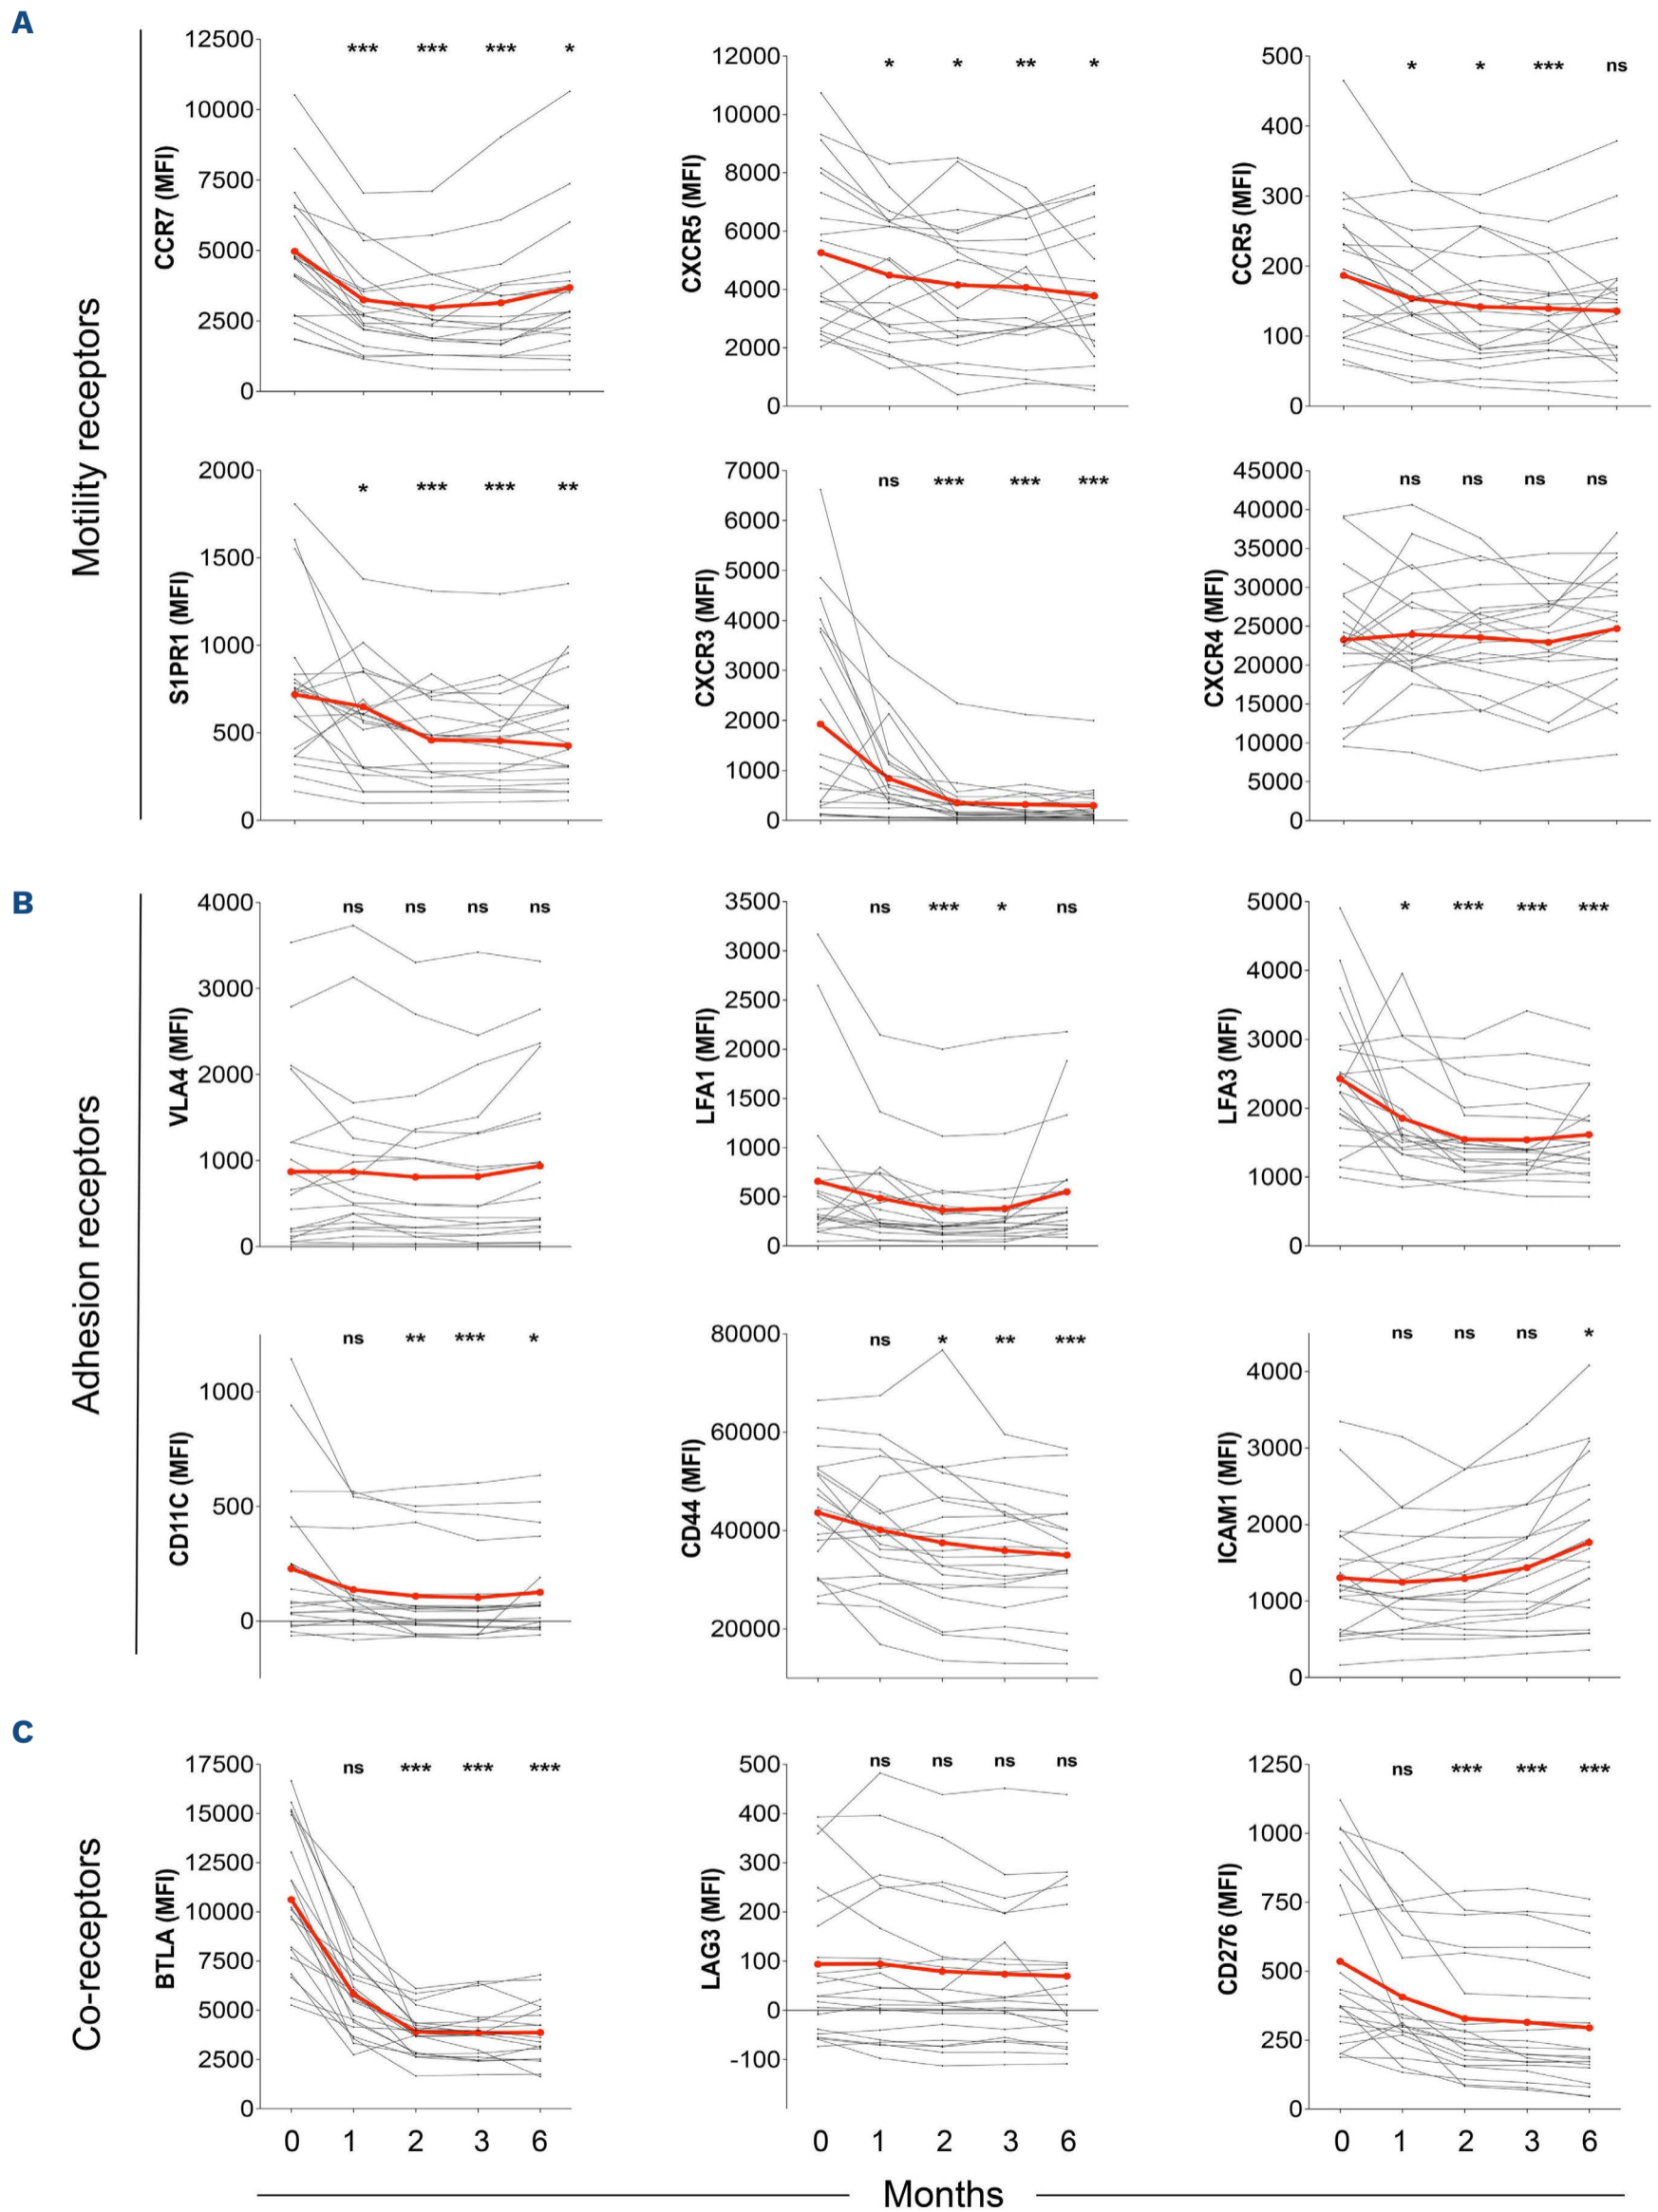 A
Motility receptors
CCR7 (MFI)
12500
10000
7500
5000
2500
0
*** *** *** *
CXCR5 (MFI)
12000
10000
8000
6000
4000
2000
0
* * ** *
CCR5 (MFI)
500
400
300
200
100
0
* * *** ns
S1PR1 (MFI)
2000
1500
1000
500
0
* *** *** **
CXCR3 (MFI)
7000
6000
5000
4000
3000
2000
1000
0
ns *** *** ***
CXCR4 (MFI)
45000
40000
35000
30000
25000
20000
15000
10000
5000
0
ns ns ns ns
B
Adhesion receptors
VLA4 (MFI)
4000
3000
2000
1000
0
ns ns ns ns
LFA1 (MFI)
3500
3000
2500
2000
1500
1000
500
0
ns *** * ns
LFA3 (MFI)
5000
4000
3000
2000
1000
0
* *** *** ***
CD11C (MFI)
1000
500
0
ns ** *** *
CD44 (MFI)
80000
60000
40000
20000
ns * ** ***
ICAM1 (MFI)
4000
3000
2000
1000
0
ns ns ns *
C
Co-receptors
BTLA (MFI)
17500
15000
12500
10000
7500
5000
2500
0
ns *** *** ***
0 1 2 3 6
LAG3 (MFI)
500
400
300
200
100
0
-100
ns ns ns ns
0 1 2 3 6
CD276 (MFI)
1250
1000
750
500
250
0
ns *** *** ***
0 1 2 3 6
Months